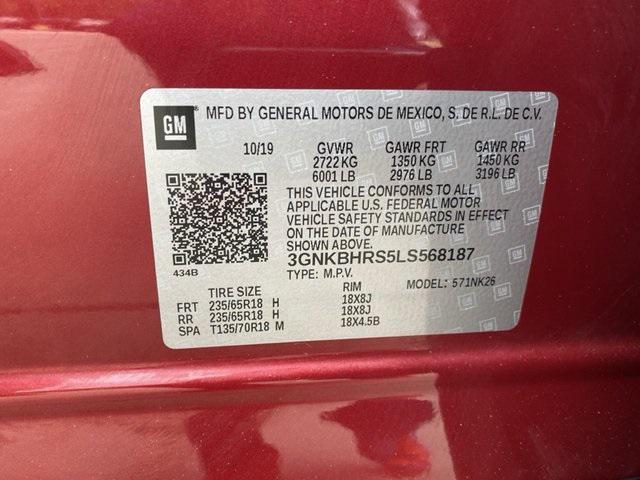 GM ® MFD BY GENERAL MOTORS DE MEXICO, S. DE R.L. DE C.V.
10/19 GVWR GAWR FRT GAWR RR
2722 KG 1350 KG 1450 KG
6001 LB 2976 LB 3196 LB
THIS VEHICLE CONFORMS TO ALL
APPLICABLE U.S. FEDERAL MOTOR
VEHICLE SAFETY STANDARDS IN EFFECT
ON THE DATE OF MANUFACTURE
SHOWN ABOVE.
3GNKBHRS5LS568187
434B TYPE: M.P.V. MODEL: 571NK26
TIRE SIZE RIM
FRT 235/65R18 H 18X8J
RR 235/65R18 H 18X8J
SPA T135/70R18 M 18X4.5B